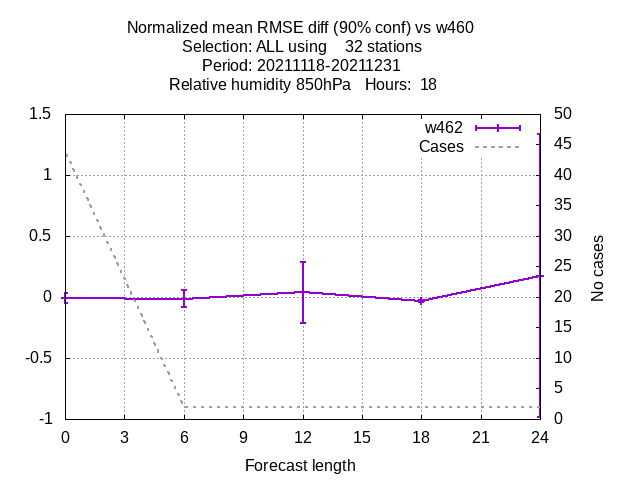 Normalized mean RMSE diff (90% conf) vs w460
Selection: ALL using    32 stations
Period: 20211118-20211231
Relative humidity 850hPa   Hours:  18
1.5
1
0.5
0
-0.5
-1
w462
Cases
50
45
40
35
30
25
20
15
10
5
0
No cases
0 3 6 9 12 15 18 21 24
Forecast length